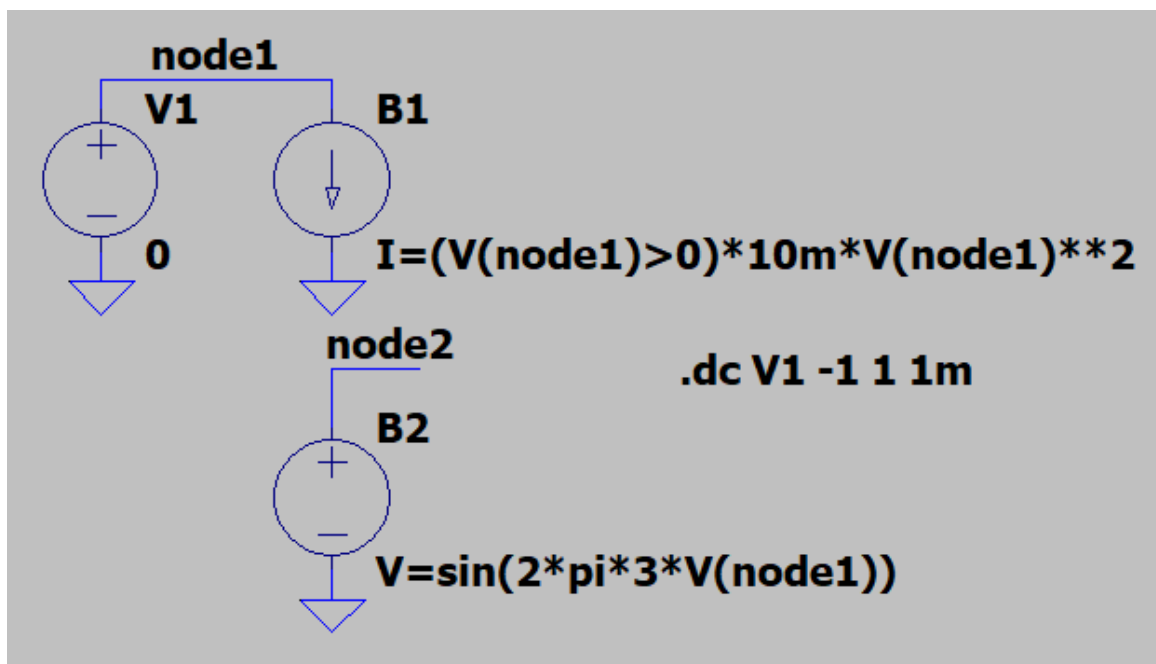 node1
V1
B1
0
I=(V(node1)>0)*10m*V(node1)**2
node2
.dc V1 -1 1 1m
B2
V=sin(2*pi*3*V(node1))